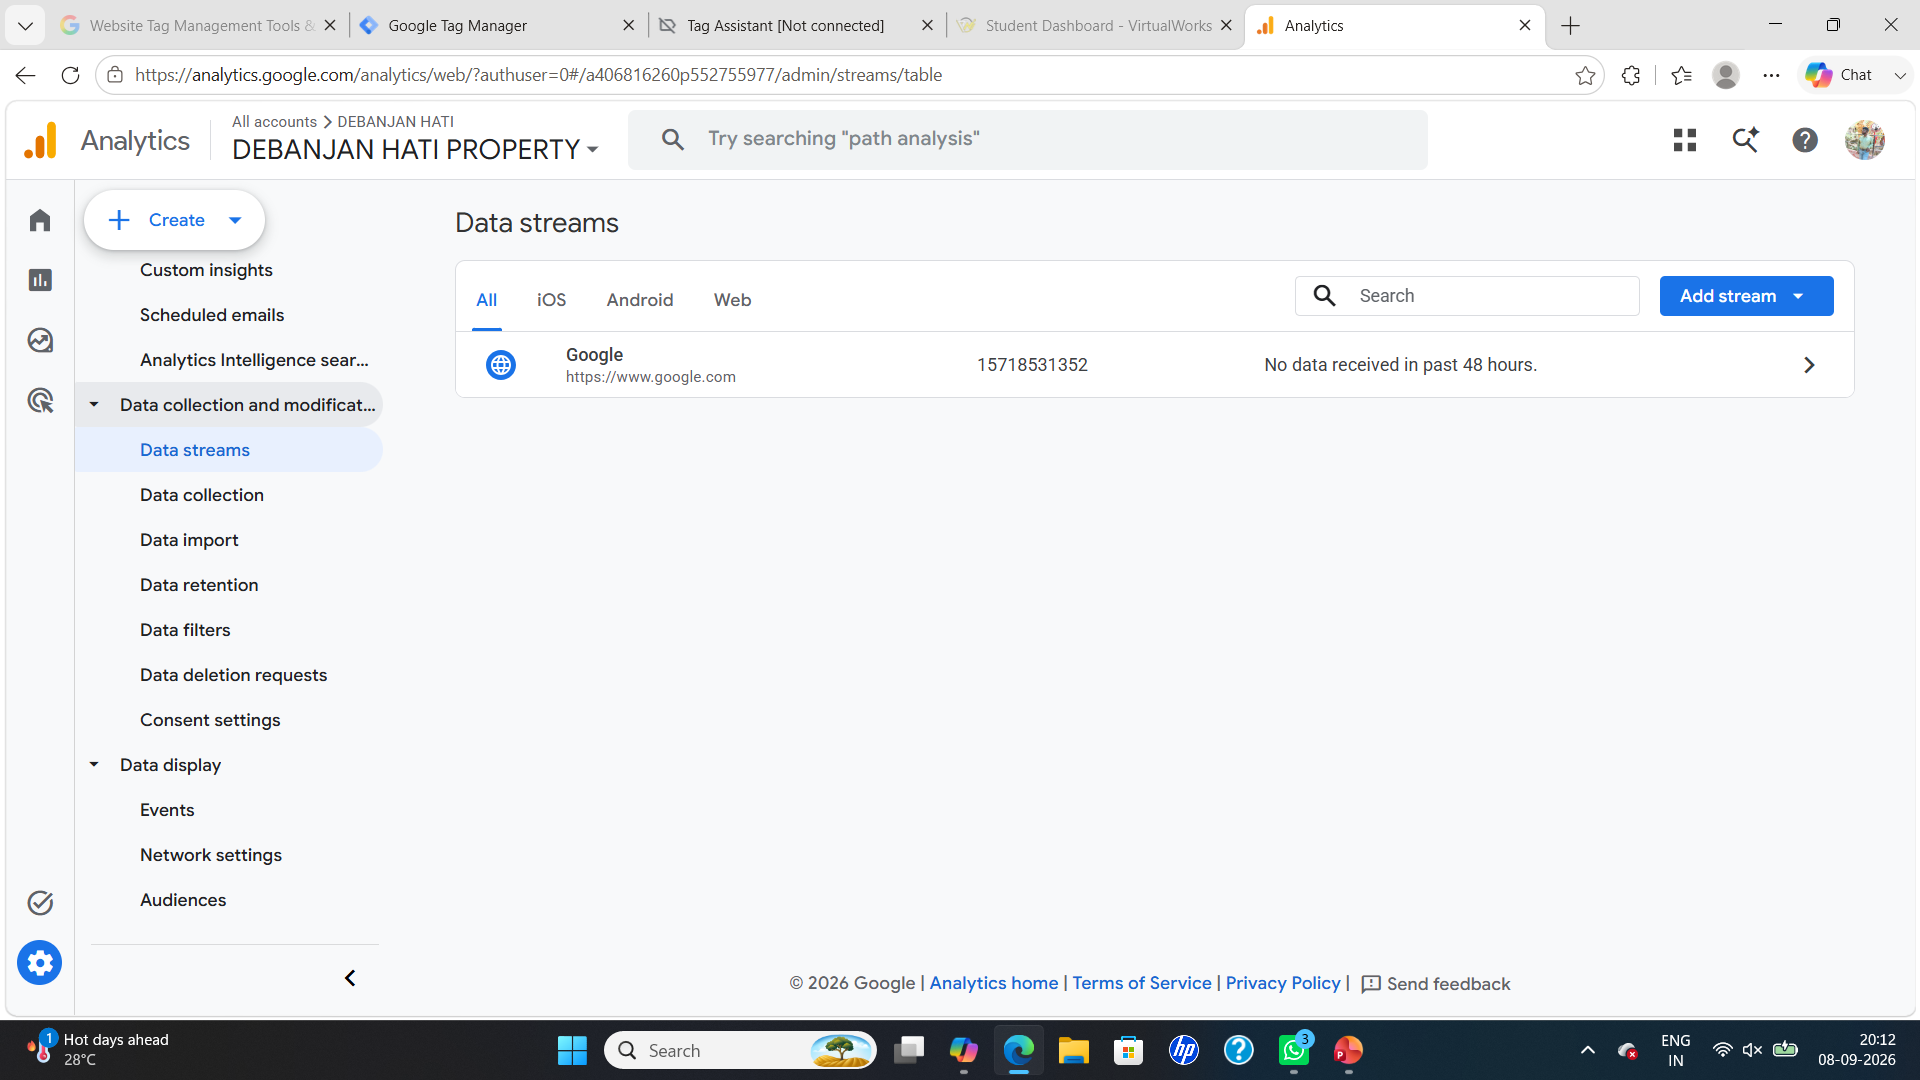 Website Tag Management Tools &
Google Tag Manager
Tag Assistant [Not connected]
Student Dashboard - VirtualWorks
Analytics
https://analytics.google.com/analytics/web/?authuser=0#/a406816260p552755977/admin/streams/table
Chat
Analytics
All accounts > DEBANJAN HATI
DEBANJAN HATI PROPERTY
Try searching "path analysis"
Create
Custom insights
Scheduled emails
Analytics Intelligence sear...
Data collection and modificat...
Data streams
Data collection
Data import
Data retention
Data filters
Data deletion requests
Consent settings
Data display
Events
Network settings
Audiences
Data streams
All
iOS
Android
Web
Search
Add stream
Google
https://www.google.com
15718531352
No data received in past 48 hours.
© 2026 Google | Analytics home | Terms of Service | Privacy Policy | Send feedback
1
Hot days ahead
28°C
Search
hp
?
3
P
ENG
IN
20:12
08-09-2026